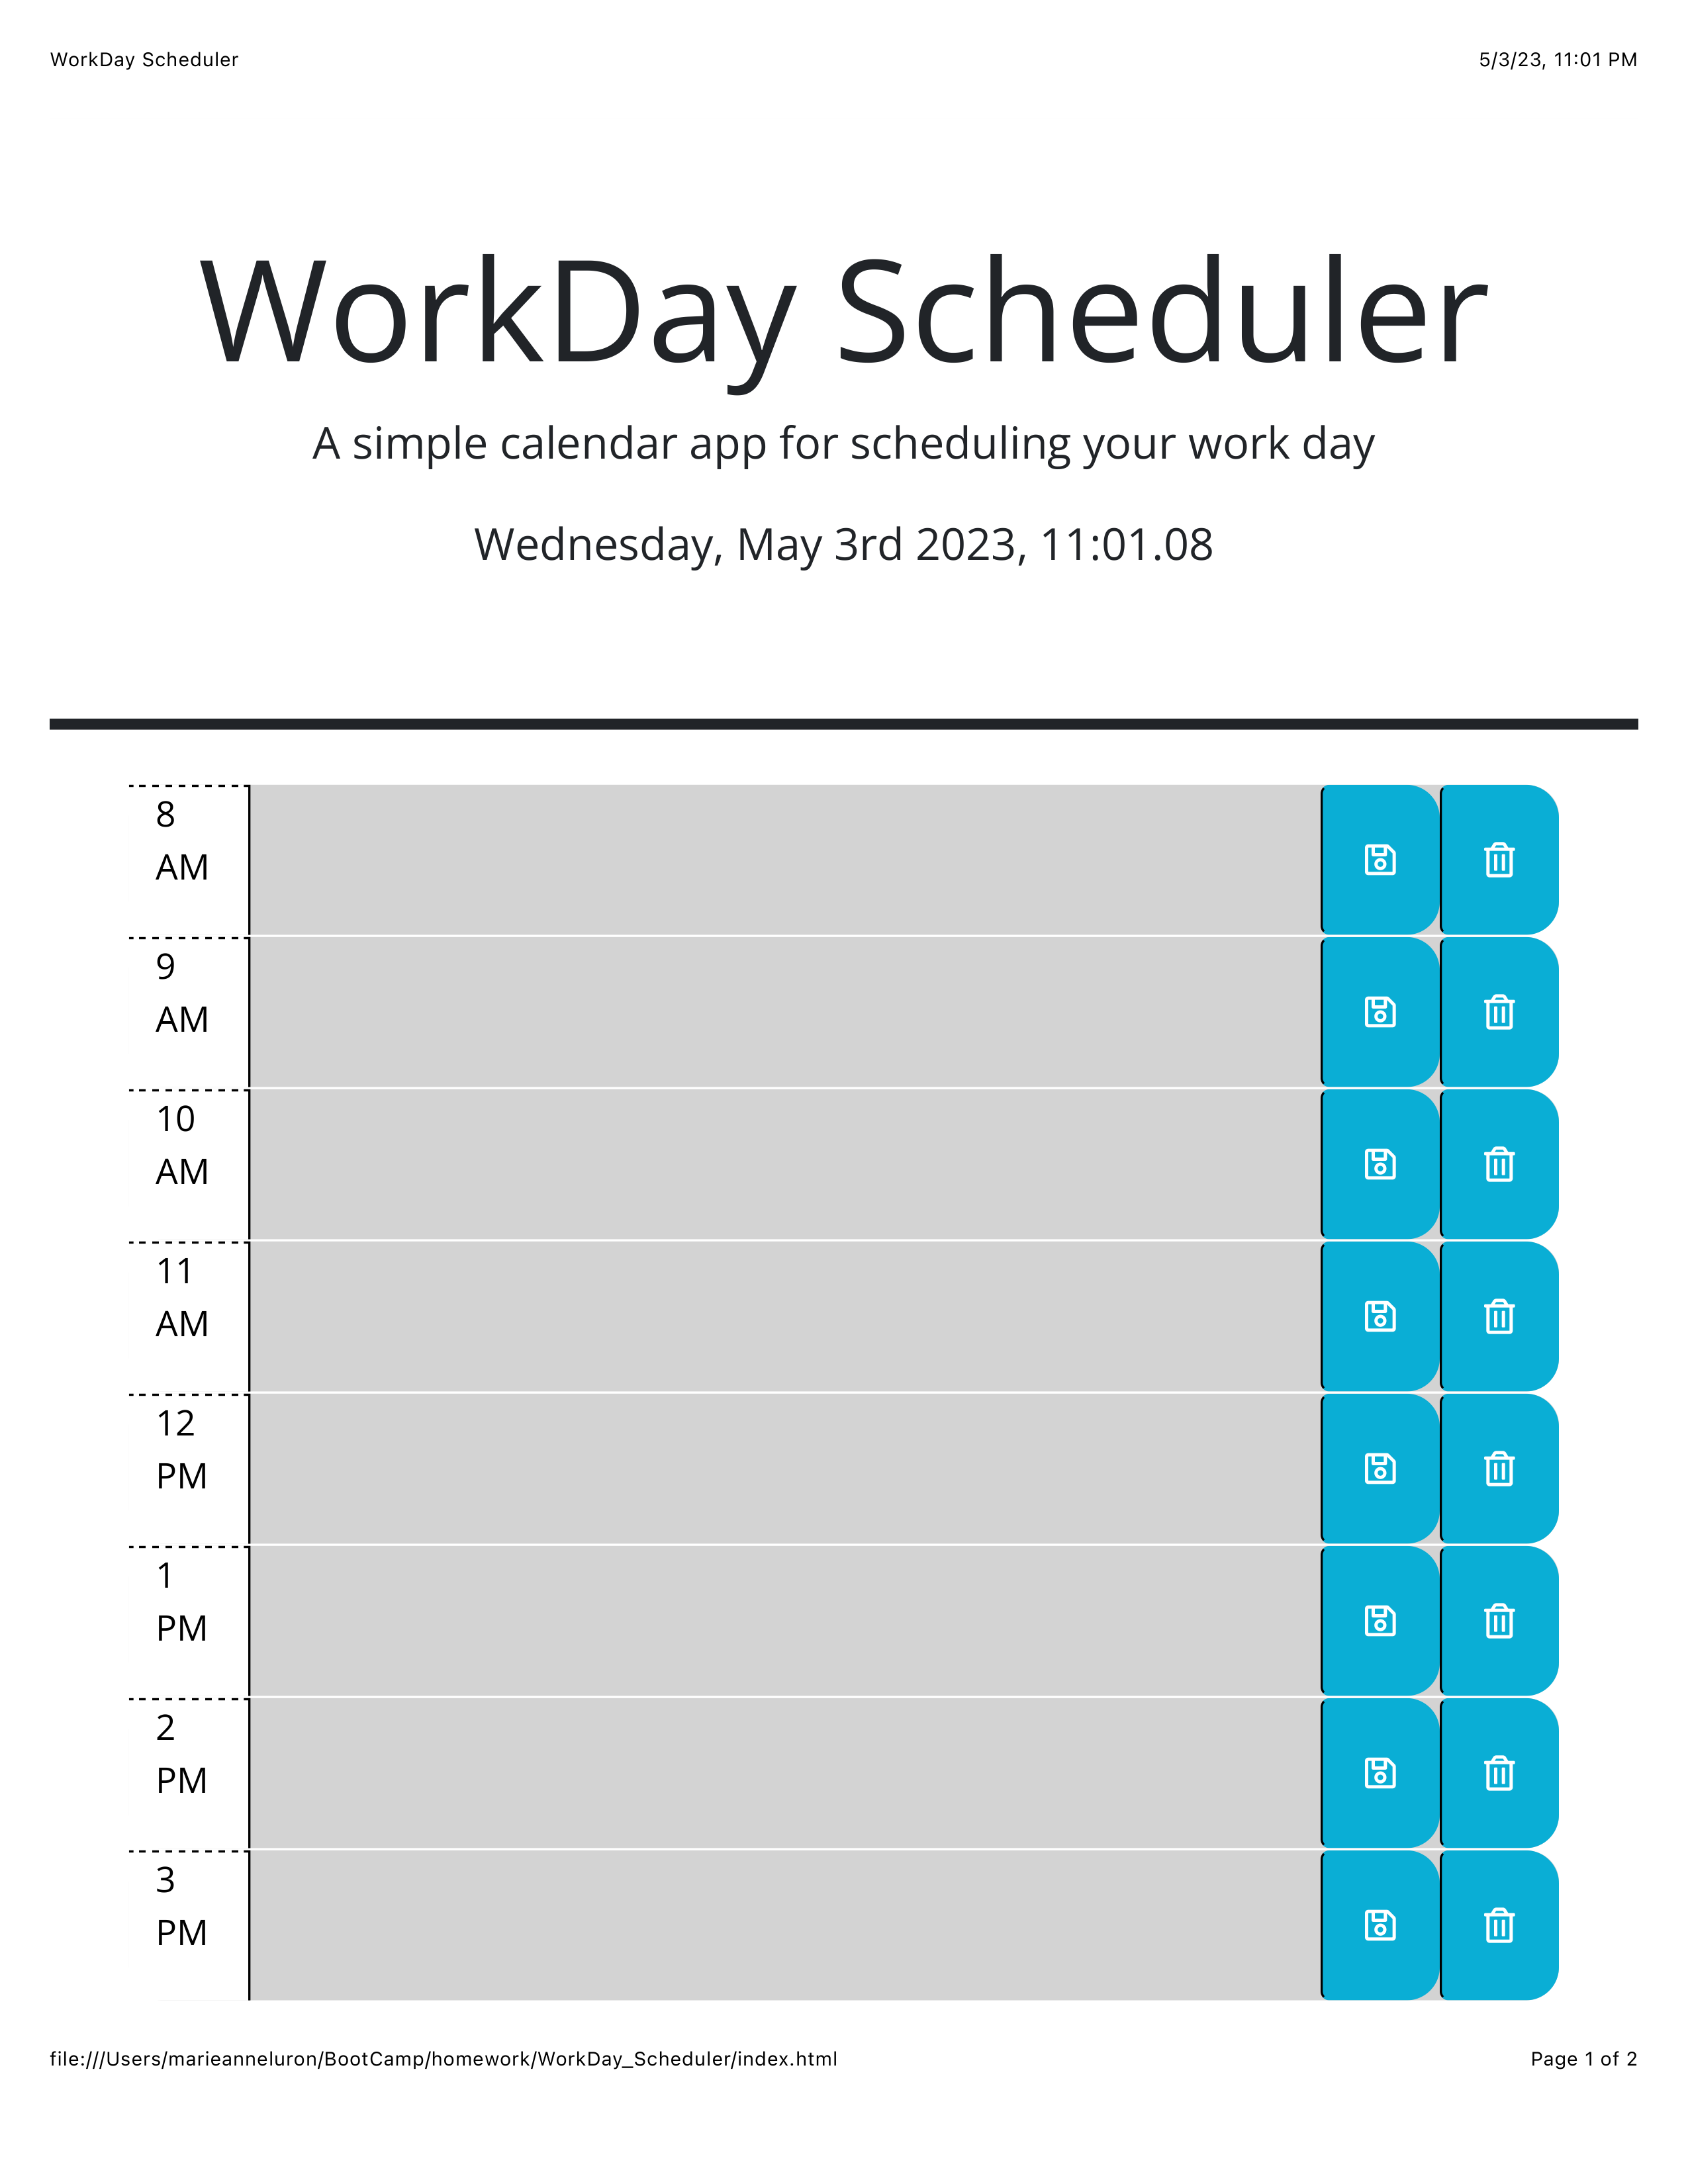 WorkDay Scheduler
5/3/23, 11:01 PM
WorkDay Scheduler
A simple calendar app for scheduling your work day
Wednesday, May 3rd 2023, 11:01.08
8
AM
9
AM
10
AM
11
AM
12
PM
1
PM
2
PM
3
PM
file:///Users/marieanneluron/BootCamp/homework/WorkDay_Scheduler/index.html
Page 1 of 2